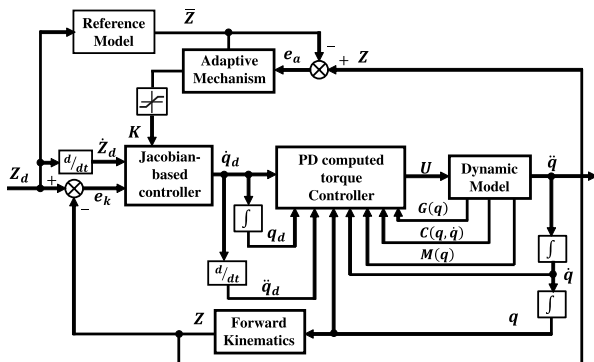 Reference Model
Z̄
−
+ Z
Adaptive Mechanism
e_a
K
Z_d
d/dt
Ż_d
+
−
e_k
Jacobian-based controller
q̇_d
PD computed torque Controller
U
Dynamic Model
q̈
G(q)
C(q,q̇)
M(q)
∫
q_d
d/dt
q̈_d
∫
q̇
∫
q
Z
Forward Kinematics